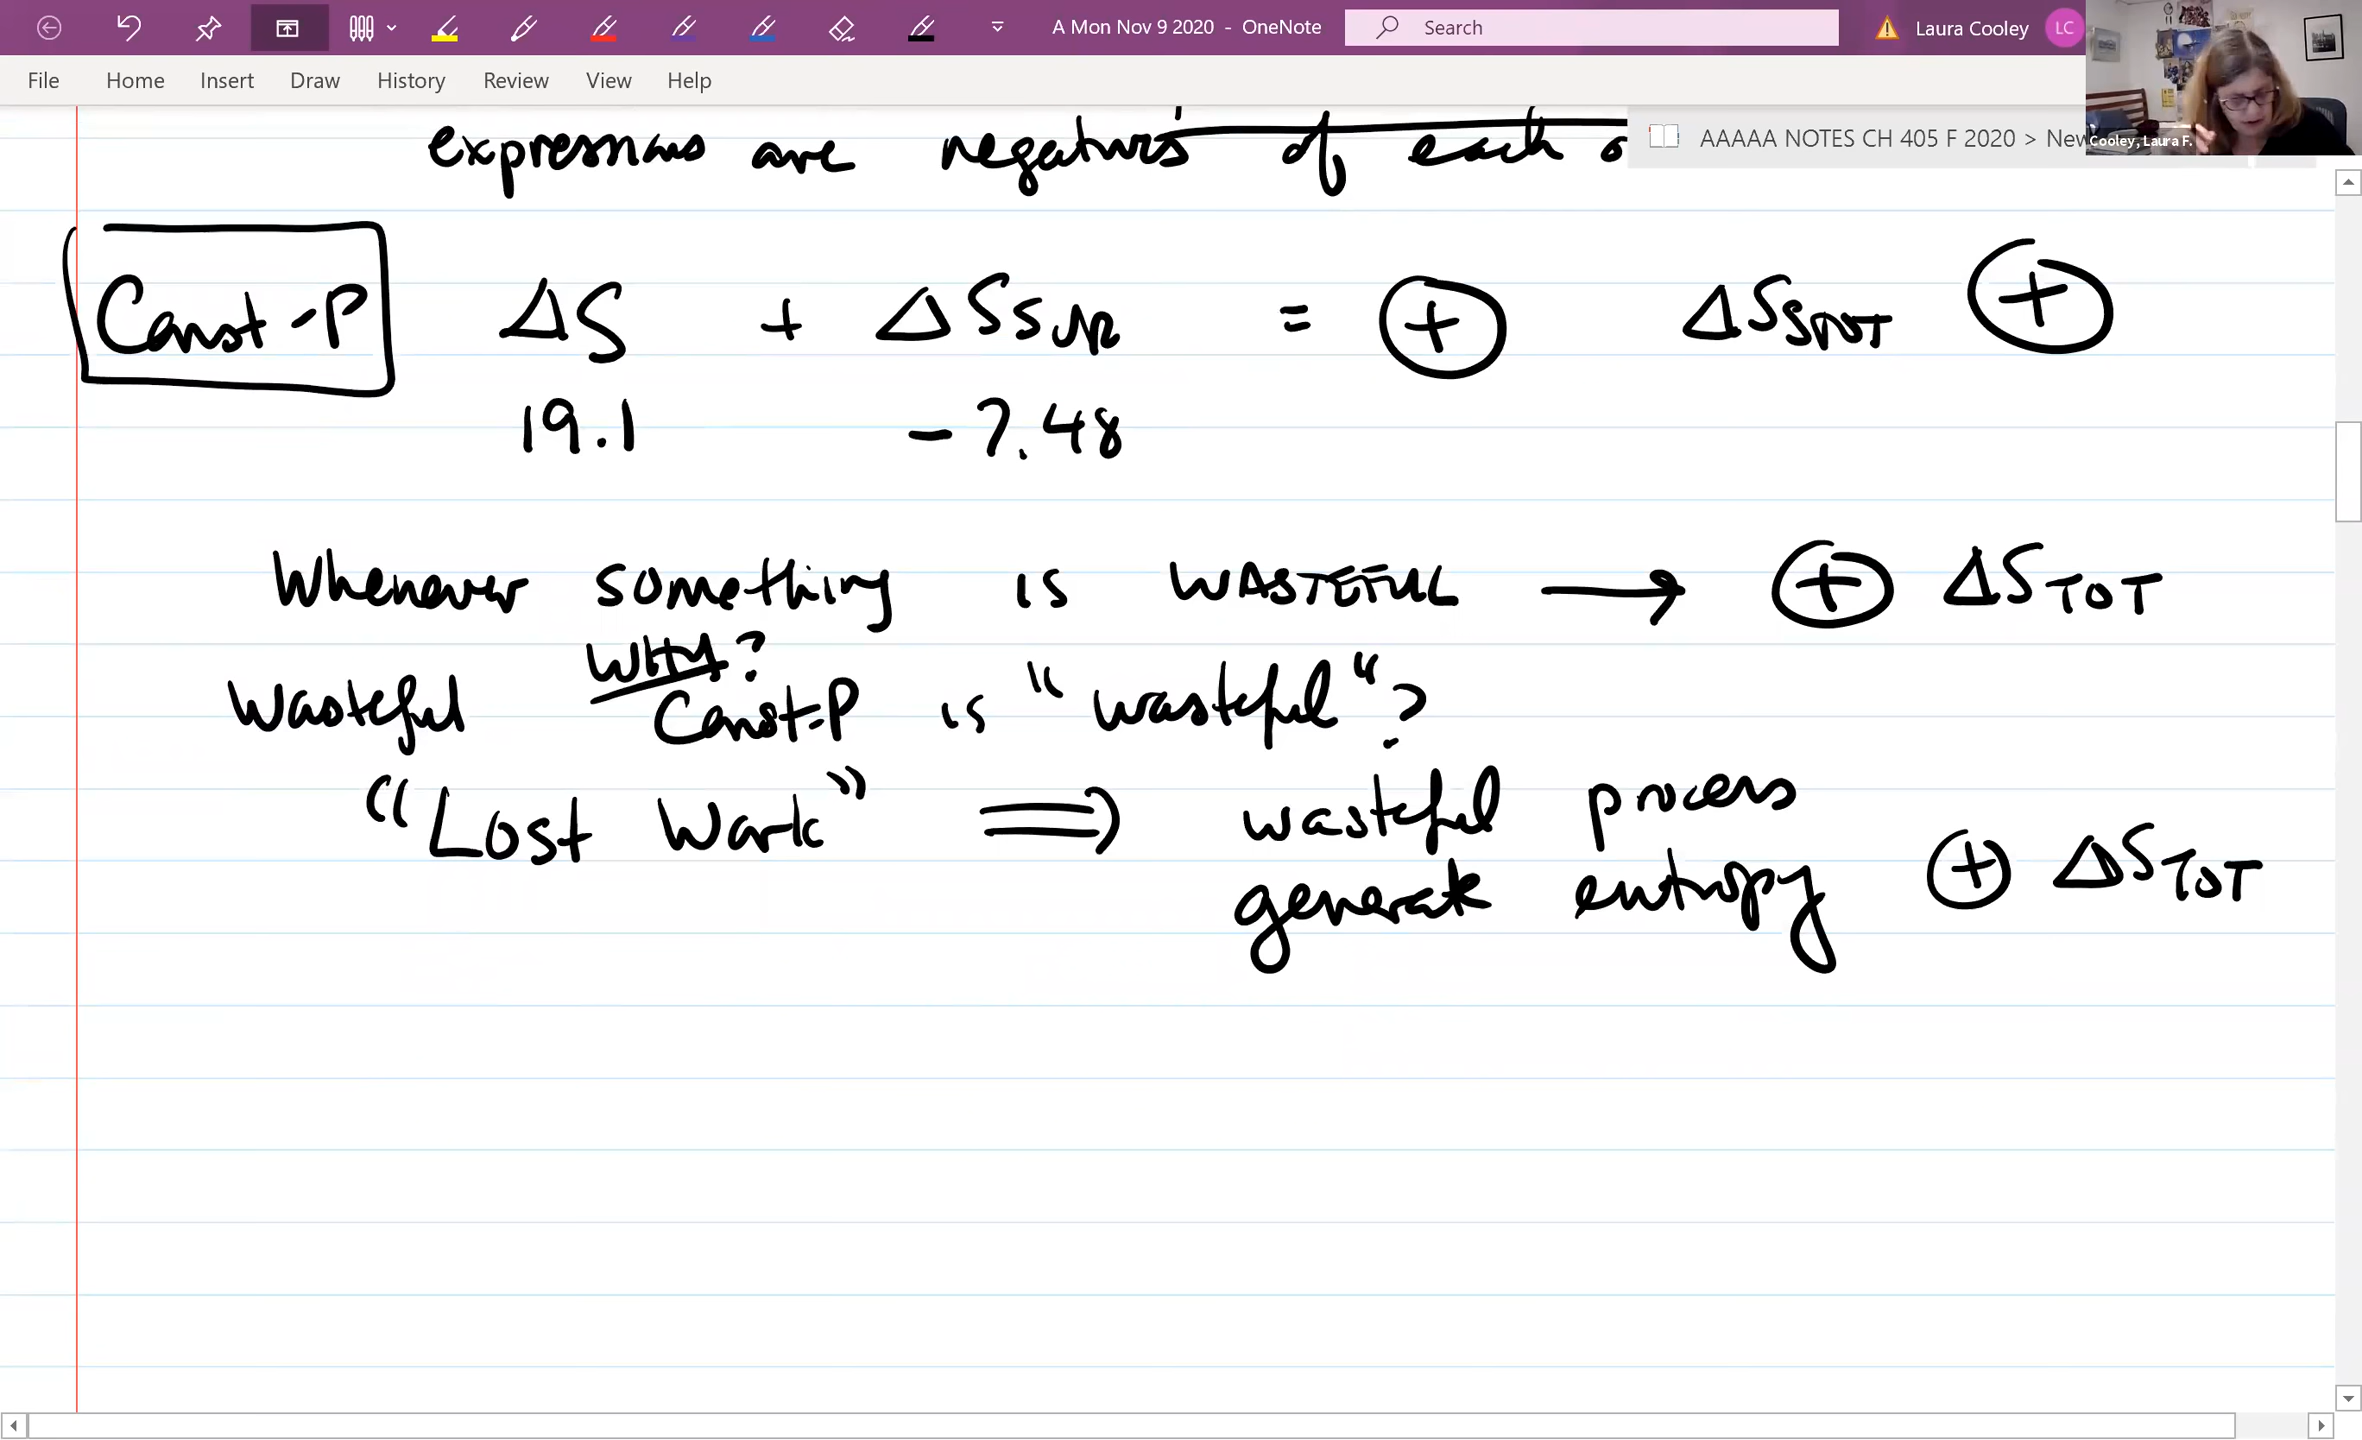 A Mon Nov 9 2020 - OneNote
Search
Laura Cooley
LC
File Home Insert Draw History Review View Help
AAAAA NOTES CH 405 F 2020 > New
Cooley, Laura F.
expressions are negatives of each o
Const-P ΔS + ΔSSUR = + ΔS +
19.1 -7.48
Whenever something is WASTEFUL → + ΔSTOT
WHY?
Wasteful Const-P is "wasteful"?
"Lost Work" ⇒ wasteful process
generate entropy + ΔSTOT